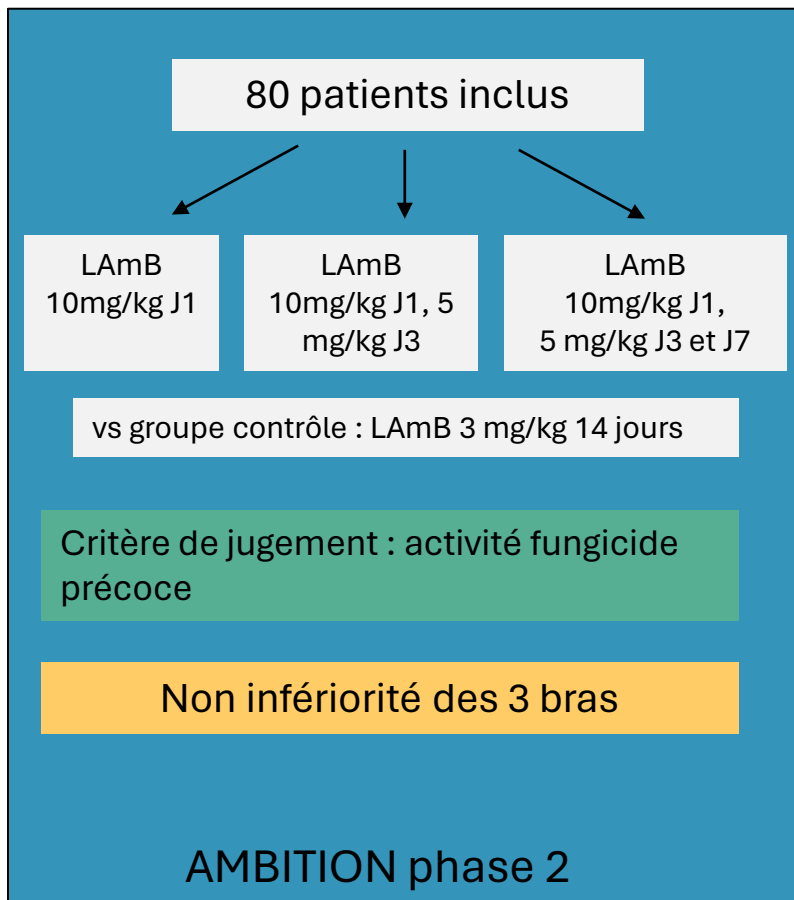 80 patients inclus
LAmB
10mg/kg J1
LAmB
10mg/kg J1, 5
mg/kg J3
LAmB
10mg/kg J1,
5 mg/kg J3 et J7
vs groupe contrôle : LAmB 3 mg/kg 14 jours
Critère de jugement : activité fungicide
précoce
Non infériorité des 3 bras
AMBITION phase 2